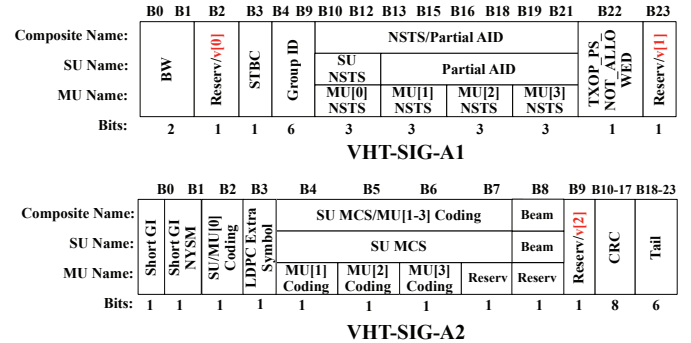 B0 B1 B2 B3 B4 B9 B10 B12 B13 B15 B16 B18 B19 B21 B22 B23
Composite Name:
SU Name:
MU Name:
Bits:
BW
Reserv/v[0]
STBC
Group ID
NSTS/Partial AID
SU
NSTS
Partial AID
MU[0]
NSTS
MU[1]
NSTS
MU[2]
NSTS
MU[3]
NSTS
TXOP_PS_
NOT_ALLO
WED
Reserv/v[1]
2 1 1 6 3 3 3 3 1 1
VHT-SIG-A1
B0 B1 B2 B3 B4 B5 B6 B7 B8 B9 B10-17 B18-23
Composite Name:
SU Name:
MU Name:
Bits:
Short GI
Short GI
NYSM
SU/MU[0]
Coding
LDPC Extra
Symbol
SU MCS/MU[1-3] Coding
SU MCS
MU[1]
Coding
MU[2]
Coding
MU[3]
Coding
Reserv
Beam
Beam
Reserv
Reserv/v[2]
CRC
Tail
1 1 1 1 1 1 1 1 1 1 8 6
VHT-SIG-A2